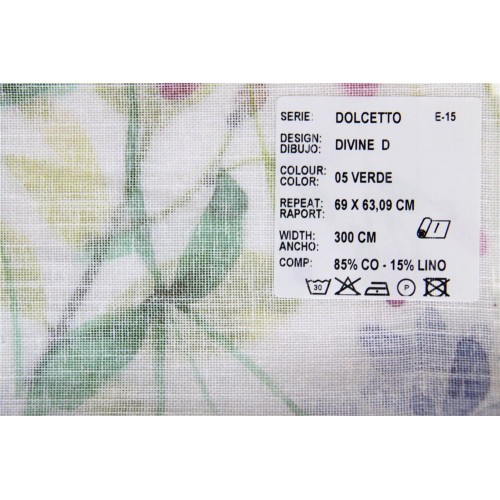 SERIE: DOLCETTO E-15
DESIGN: DIBUJO: DIVINE D
COLOUR: COLOR: 05 VERDE
REPEAT: RAPORT: 69 X 63,09 CM
WIDTH: ANCHO: 300 CM
COMP: 85% CO - 15% LINO
30 P